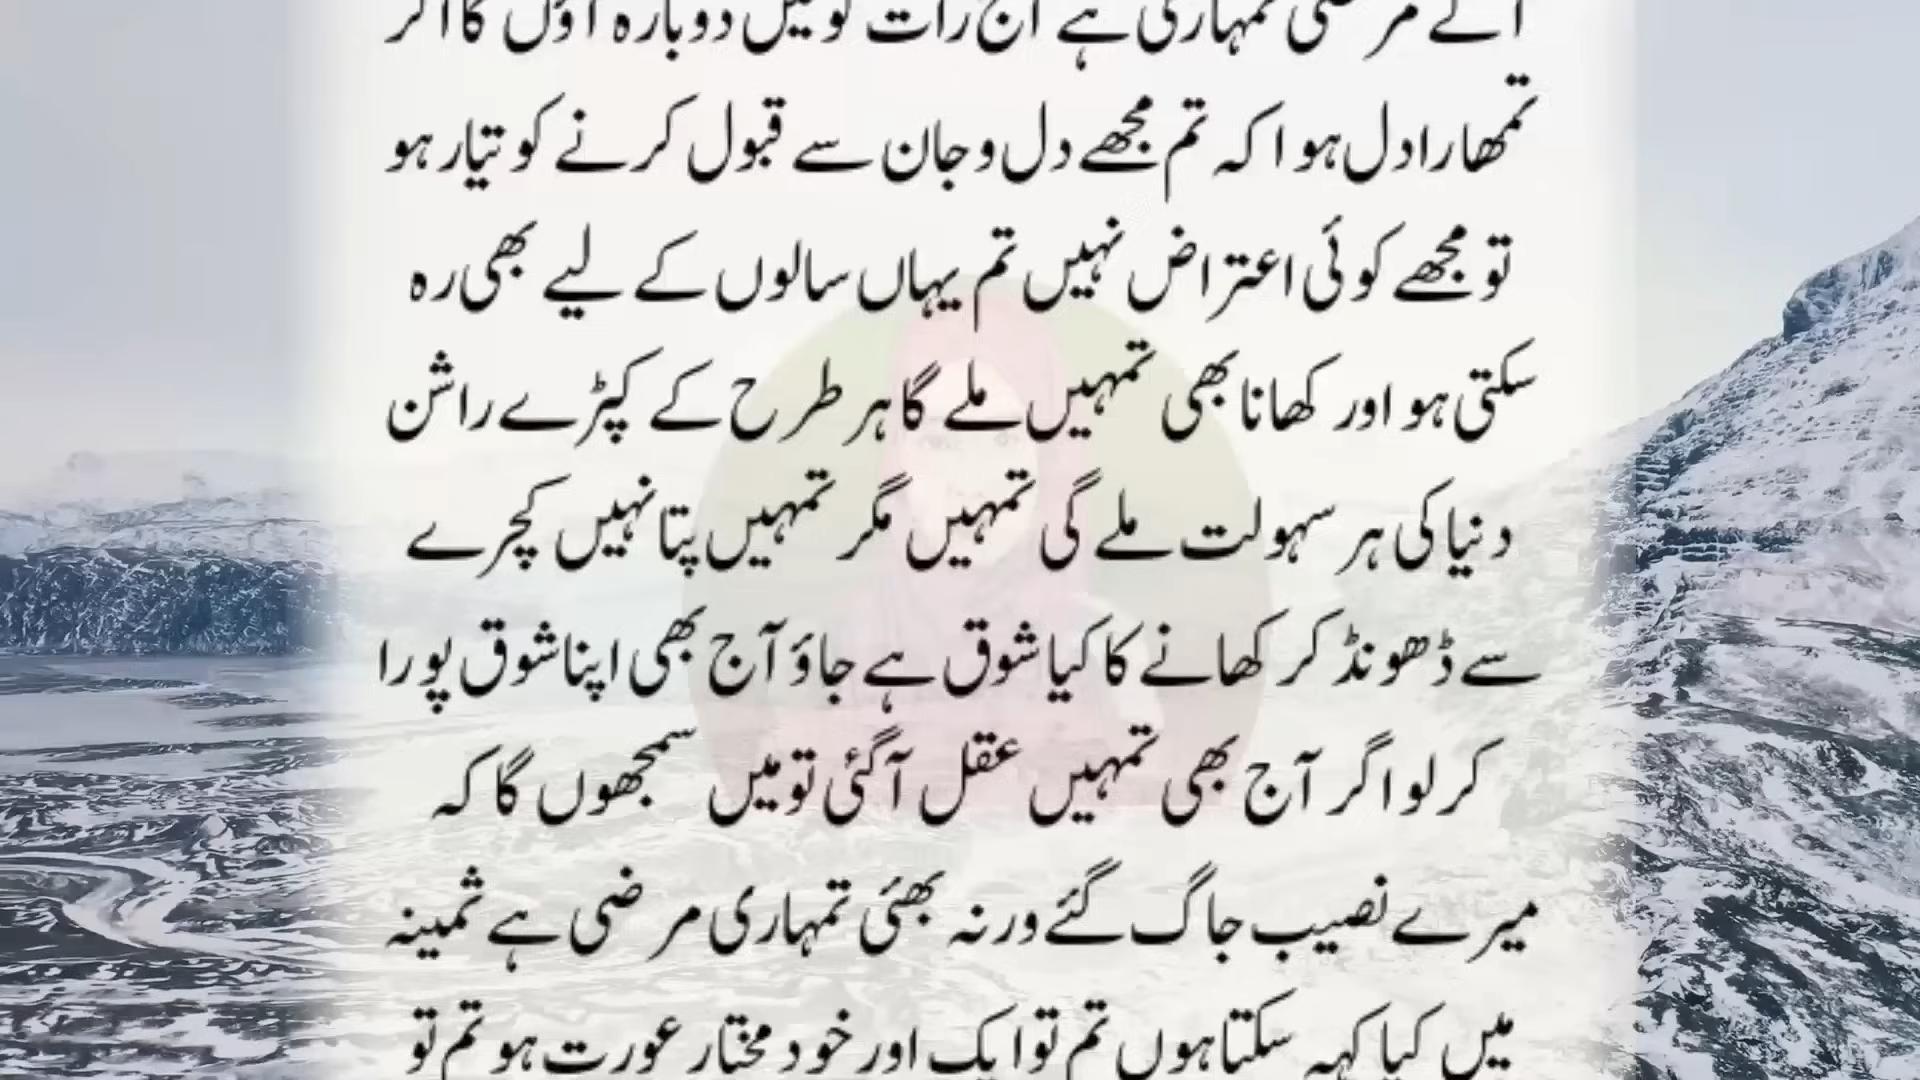 آگے مرضی تمہاری ہے آج رات کو میں دوبارہ آؤں گا اگر
تمھارا دل ہوا کہ تم مجھے دل و جان سے قبول کرنے کو تیار ہو
تو مجھے کوئی اعتراض نہیں تم یہاں سالوں کے لیے بھی رہ
سکتی ہو اور کھانا بھی تمہیں ملے گا ہر طرح کے کپڑے راشن
دنیا کی ہر سہولت ملے گی تمہیں مگر تمہیں پتا نہیں کچرے
سے ڈھونڈ کر کھانے کا کیا شوق ہے جاؤ آج بھی اپنا شوق پورا
کر لو اگر آج بھی تمہیں عقل آگئی تو میں سمجھوں گا کہ
میرے نصیب جاگ گئے ورنہ بھئی تمہاری مرضی ہے ثمینہ
میں کیا کہہ سکتا ہوں تم تو ایک اور خود مختار عورت ہو تم تو